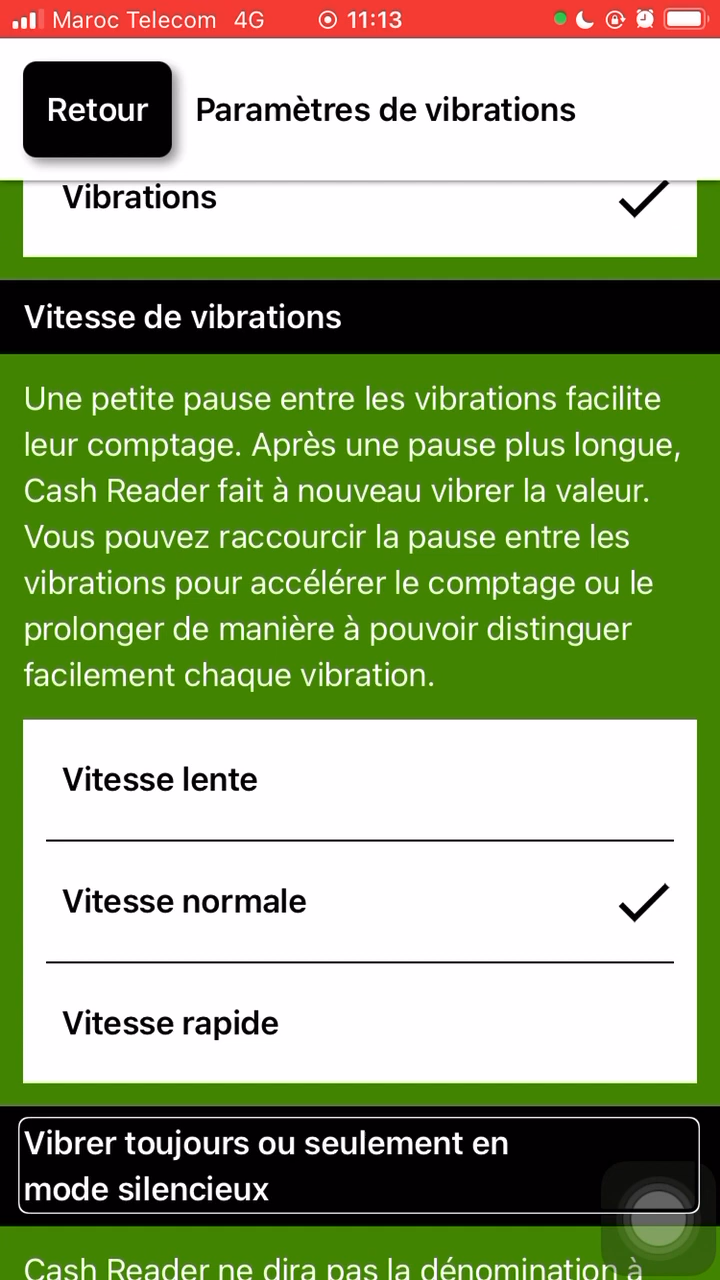 Maroc Telecom 4G 11:13
Retour Paramètres de vibrations
Vibrations
Vitesse de vibrations
Une petite pause entre les vibrations facilite
leur comptage. Après une pause plus longue,
Cash Reader fait à nouveau vibrer la valeur.
Vous pouvez raccourcir la pause entre les
vibrations pour accélérer le comptage ou le
prolonger de manière à pouvoir distinguer
facilement chaque vibration.
Vitesse lente
Vitesse normale
Vitesse rapide
Vibrer toujours ou seulement en
mode silencieux
Cash Reader ne dira pas la dénomination à